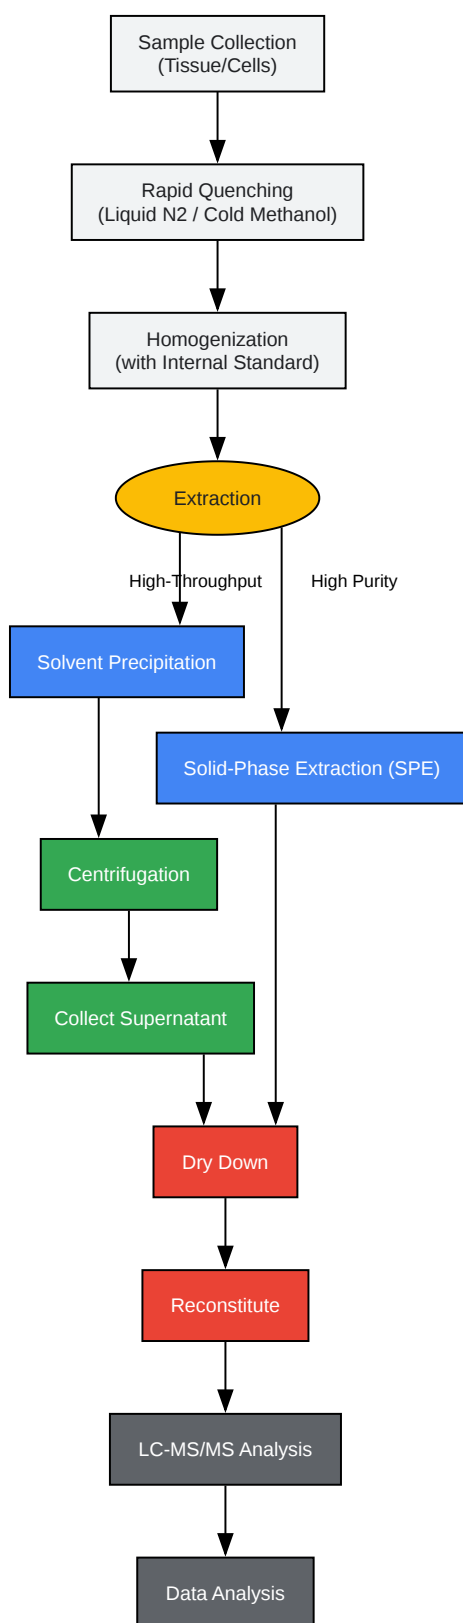 Sample Collection
(Tissue/Cells)
Rapid Quenching
(Liquid N2 / Cold Methanol)
Homogenization
(with Internal Standard)
Extraction
High-Throughput
High Purity
Solvent Precipitation
Solid-Phase Extraction (SPE)
Centrifugation
Collect Supernatant
Dry Down
Reconstitute
LC-MS/MS Analysis
Data Analysis